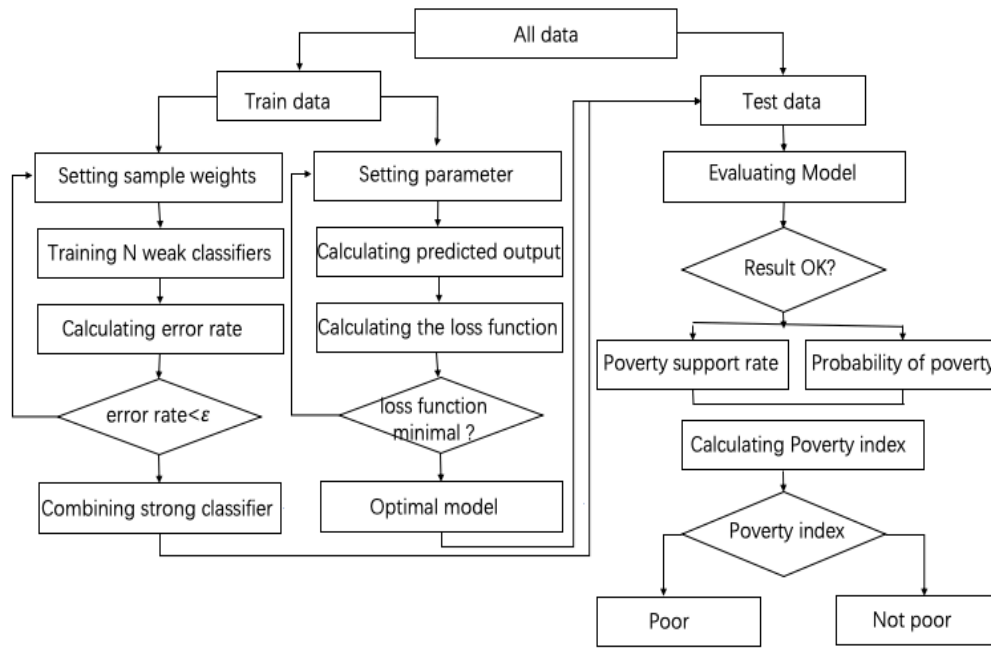 All data
Train data
Test data
Setting sample weights
Setting parameter
Evaluating Model
Training N weak classifiers
Calculating predicted output
Result OK?
Calculating error rate
Calculating the loss function
Poverty support rate
Probability of poverty
error rate<ε
loss function
minimal ?
Calculating Poverty index
Combining strong classifier
Optimal model
Poverty index
Poor
Not poor